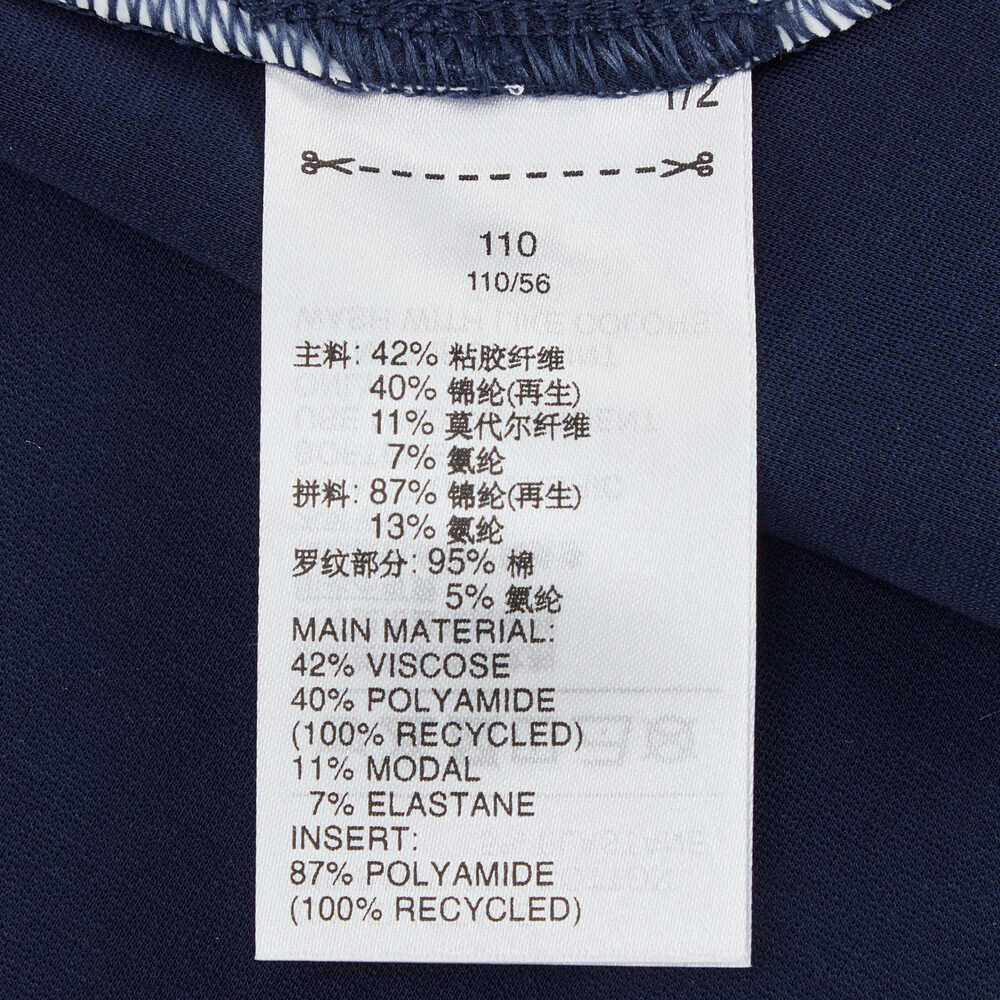 1/2
110
110/56
主料: 42% 粘胶纤维
40% 锦纶(再生)
11% 莫代尔纤维
7% 氨纶
拼料: 87% 锦纶(再生)
13% 氨纶
罗纹部分: 95% 棉
5% 氨纶
MAIN MATERIAL:
42% VISCOSE
40% POLYAMIDE
(100% RECYCLED)
11% MODAL
7% ELASTANE
INSERT:
87% POLYAMIDE
(100% RECYCLED)